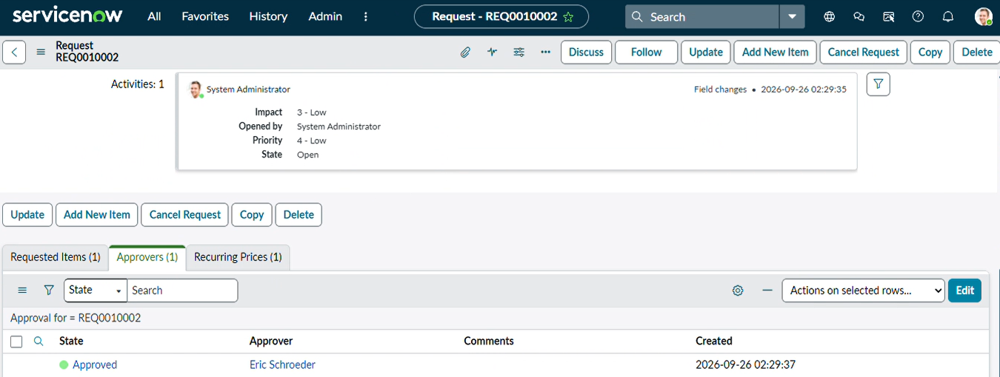 servicenow All Favorites History Admin Request - REQ0010002 Search
Request
REQ0010002
Discuss Follow Update Add New Item Cancel Request Copy Delete
Activities: 1
System Administrator Field changes • 2026-09-26 02:29:35
Impact 3 - Low
Opened by System Administrator
Priority 4 - Low
State Open
Update Add New Item Cancel Request Copy Delete
Requested Items (1) Approvers (1) Recurring Prices (1)
State Search Actions on selected rows... Edit
Approval for = REQ0010002
State Approver Comments Created
Approved Eric Schroeder 2026-09-26 02:29:37